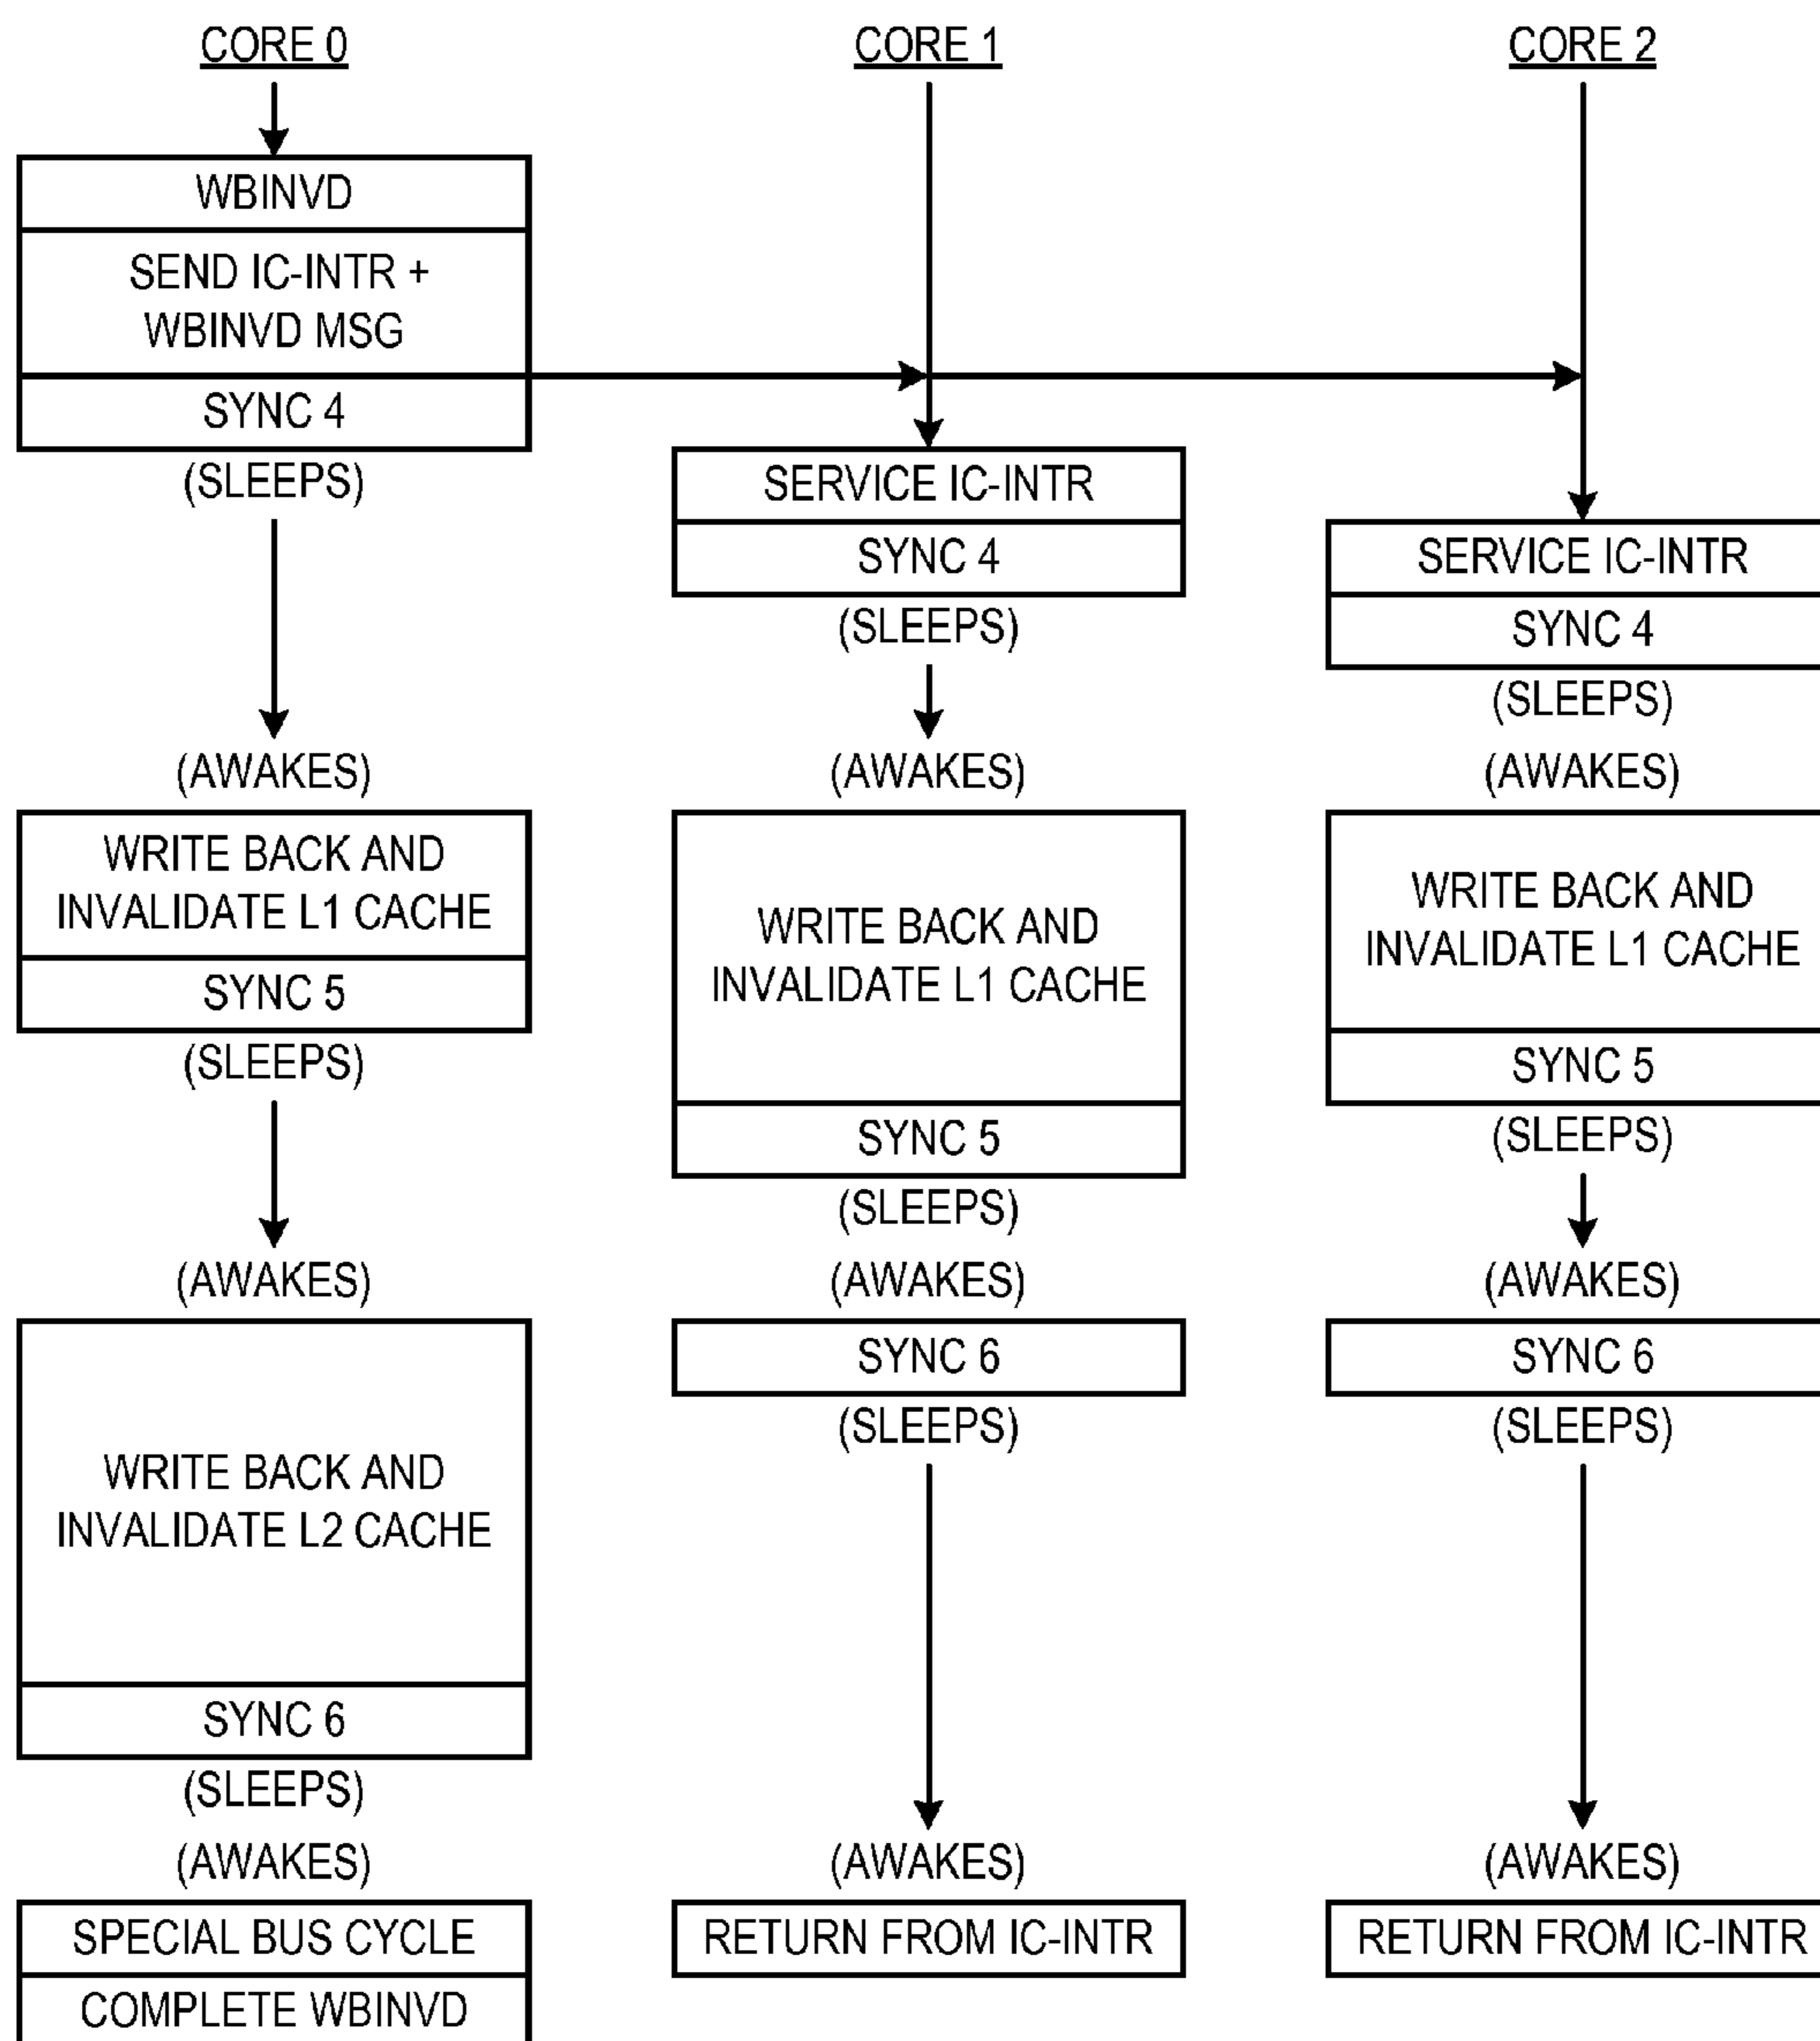 CORE 0
WBINVD
SEND IC-INTR +
WBINVD MSG
SYNC 4
(SLEEPS)
(AWAKES)
WRITE BACK AND
INVALIDATE L1 CACHE
SYNC 5
(SLEEPS)
(AWAKES)
WRITE BACK AND
INVALIDATE L2 CACHE
SYNC 6
(SLEEPS)
(AWAKES)
SPECIAL BUS CYCLE
COMPLETE WBINVD
CORE 1
SERVICE IC-INTR
SYNC 4
(SLEEPS)
(AWAKES)
WRITE BACK AND
INVALIDATE L1 CACHE
SYNC 5
(SLEEPS)
(AWAKES)
SYNC 6
(SLEEPS)
(AWAKES)
RETURN FROM IC-INTR
CORE 2
SERVICE IC-INTR
SYNC 4
(SLEEPS)
(AWAKES)
WRITE BACK AND
INVALIDATE L1 CACHE
SYNC 5
(SLEEPS)
(AWAKES)
SYNC 6
(SLEEPS)
(AWAKES)
RETURN FROM IC-INTR